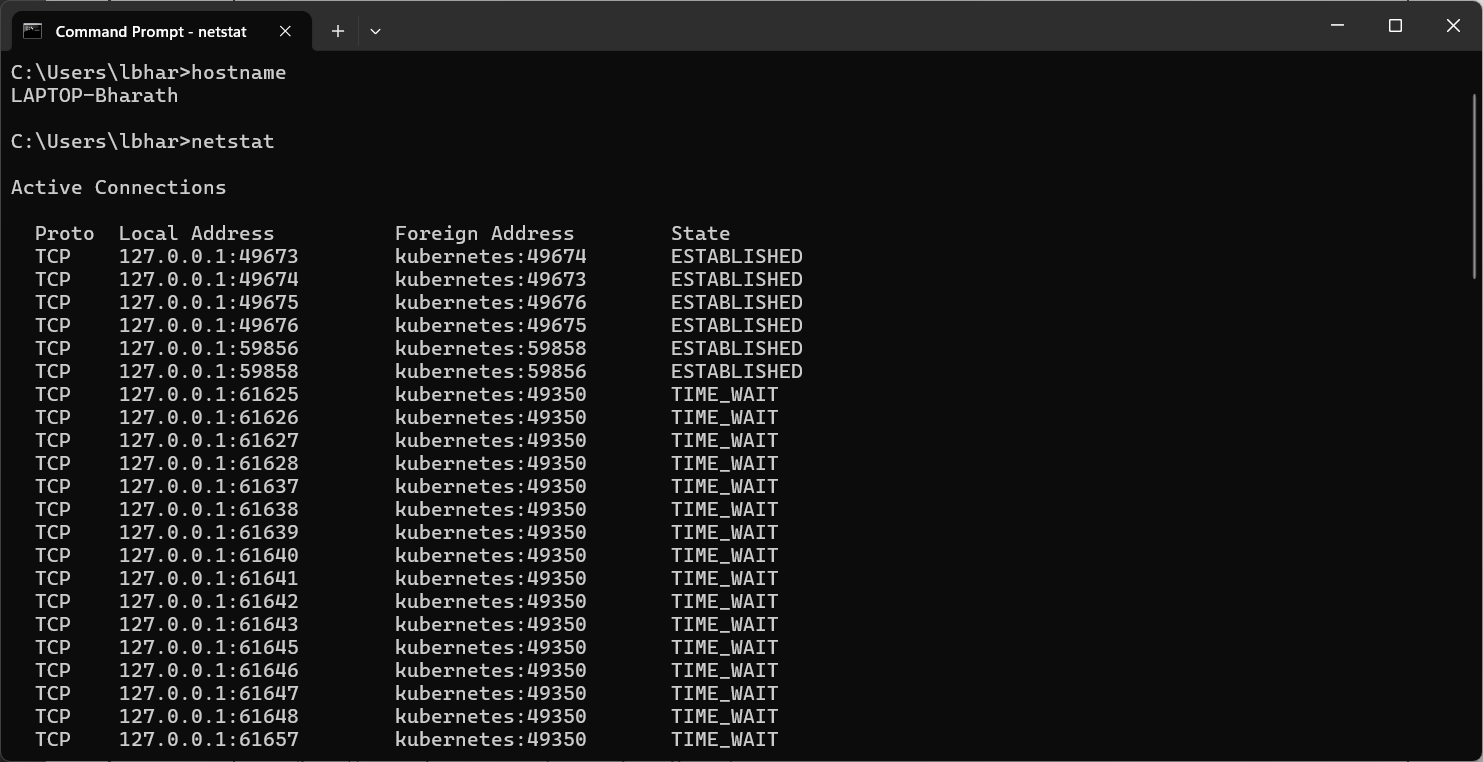 Command Prompt - netstat
C:\Users\lbhar>hostname
LAPTOP-Bharath
C:\Users\lbhar>netstat
Active Connections
Proto  Local Address          Foreign Address        State
TCP    127.0.0.1:49673        kubernetes:49674       ESTABLISHED
TCP    127.0.0.1:49674        kubernetes:49673       ESTABLISHED
TCP    127.0.0.1:49675        kubernetes:49676       ESTABLISHED
TCP    127.0.0.1:49676        kubernetes:49675       ESTABLISHED
TCP    127.0.0.1:59856        kubernetes:59858       ESTABLISHED
TCP    127.0.0.1:59858        kubernetes:59856       ESTABLISHED
TCP    127.0.0.1:61625        kubernetes:49350       TIME_WAIT
TCP    127.0.0.1:61626        kubernetes:49350       TIME_WAIT
TCP    127.0.0.1:61627        kubernetes:49350       TIME_WAIT
TCP    127.0.0.1:61628        kubernetes:49350       TIME_WAIT
TCP    127.0.0.1:61637        kubernetes:49350       TIME_WAIT
TCP    127.0.0.1:61638        kubernetes:49350       TIME_WAIT
TCP    127.0.0.1:61639        kubernetes:49350       TIME_WAIT
TCP    127.0.0.1:61640        kubernetes:49350       TIME_WAIT
TCP    127.0.0.1:61641        kubernetes:49350       TIME_WAIT
TCP    127.0.0.1:61642        kubernetes:49350       TIME_WAIT
TCP    127.0.0.1:61643        kubernetes:49350       TIME_WAIT
TCP    127.0.0.1:61645        kubernetes:49350       TIME_WAIT
TCP    127.0.0.1:61646        kubernetes:49350       TIME_WAIT
TCP    127.0.0.1:61647        kubernetes:49350       TIME_WAIT
TCP    127.0.0.1:61648        kubernetes:49350       TIME_WAIT
TCP    127.0.0.1:61657        kubernetes:49350       TIME_WAIT